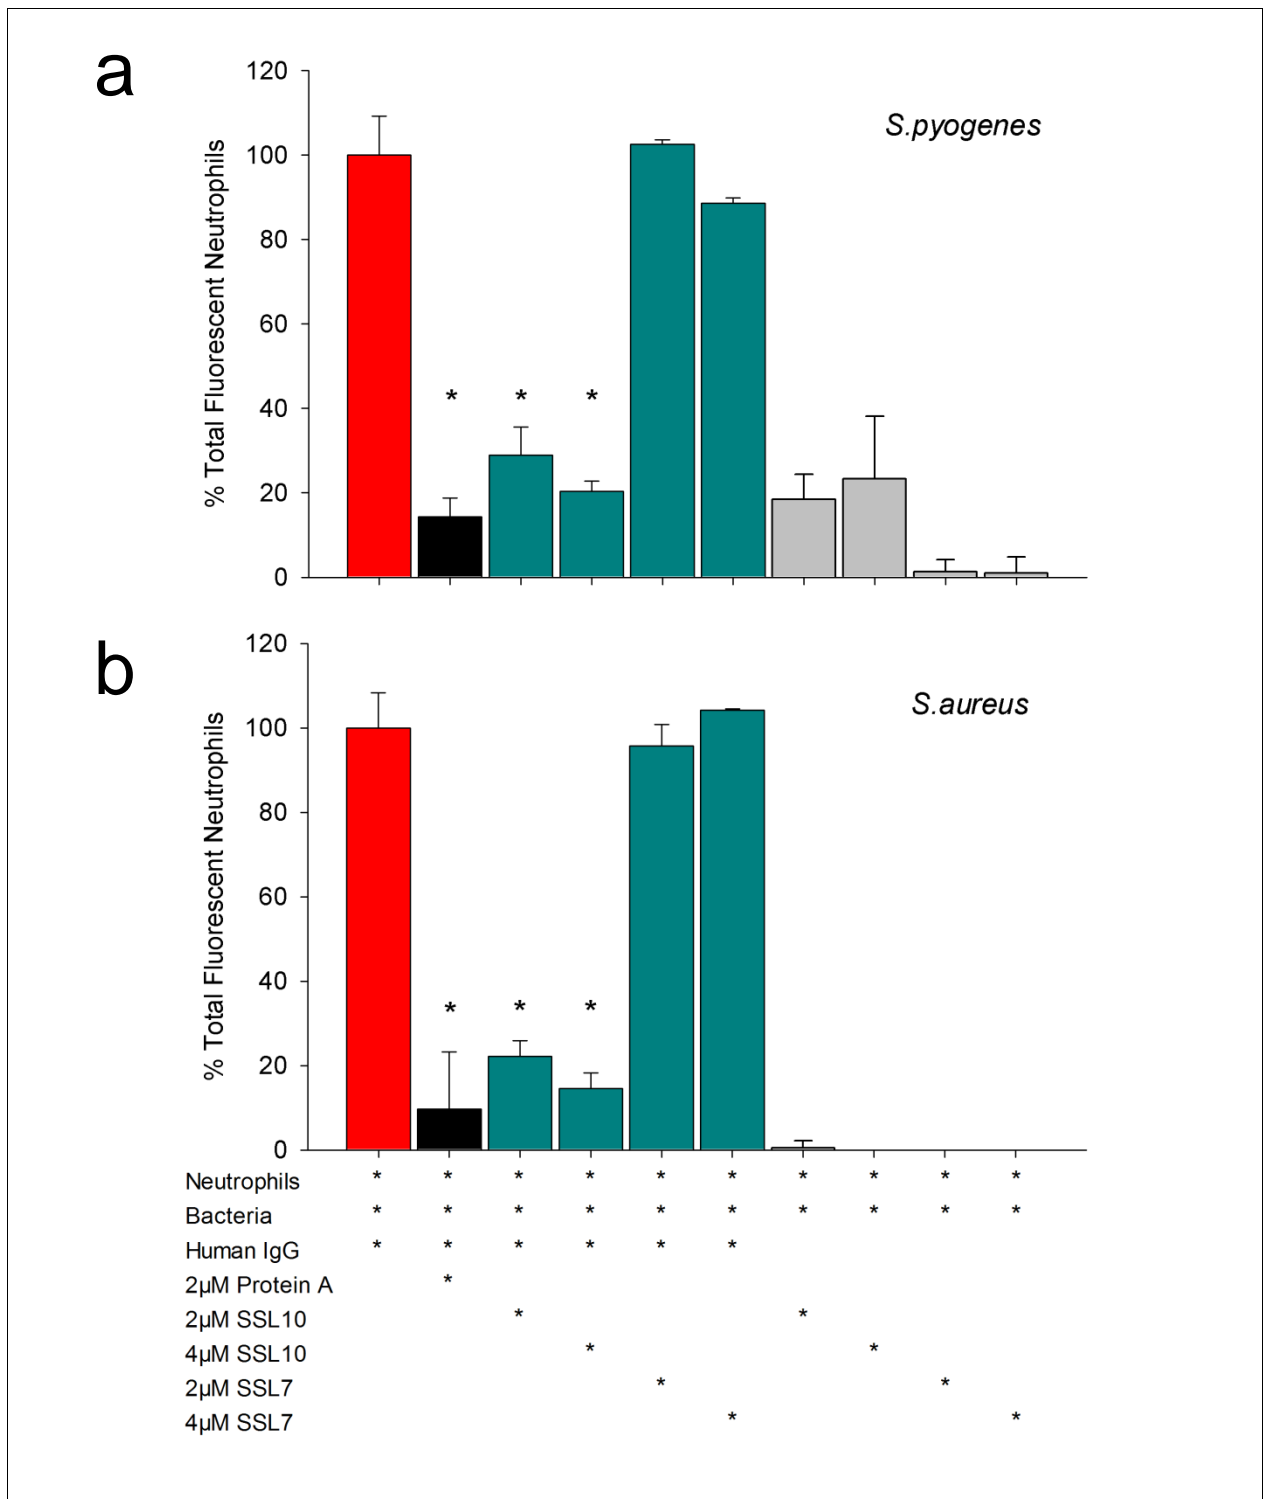 a
S.pyogenes
% Total Fluorescent Neutrophils
120
100
80
60
40
20
0
* * *
b
S.aureus
% Total Fluorescent Neutrophils
120
100
80
60
40
20
0
* * *
Neutrophils * * * * * * * * * *
Bacteria * * * * * * * * * *
Human IgG * * * * * *
2µM Protein A *
2µM SSL10 * *
4µM SSL10 * *
2µM SSL7 * *
4µM SSL7 * *